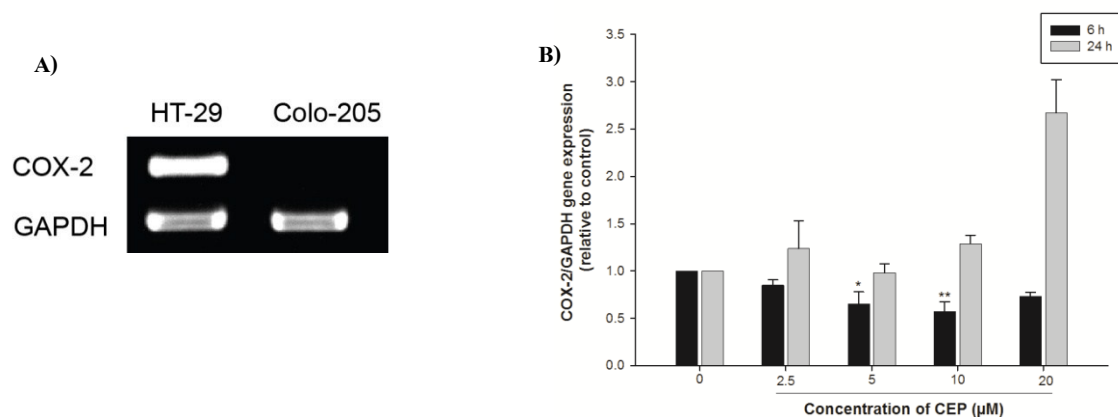 A)
HT-29 Colo-205
COX-2
GAPDH
B)
6 h
24 h
COX-2/GAPDH gene expression
(relative to control)
3.5
3.0
2.5
2.0
1.5
1.0
0.5
0.0
*
**
0 2.5 5 10 20
Concentration of CEP (µM)